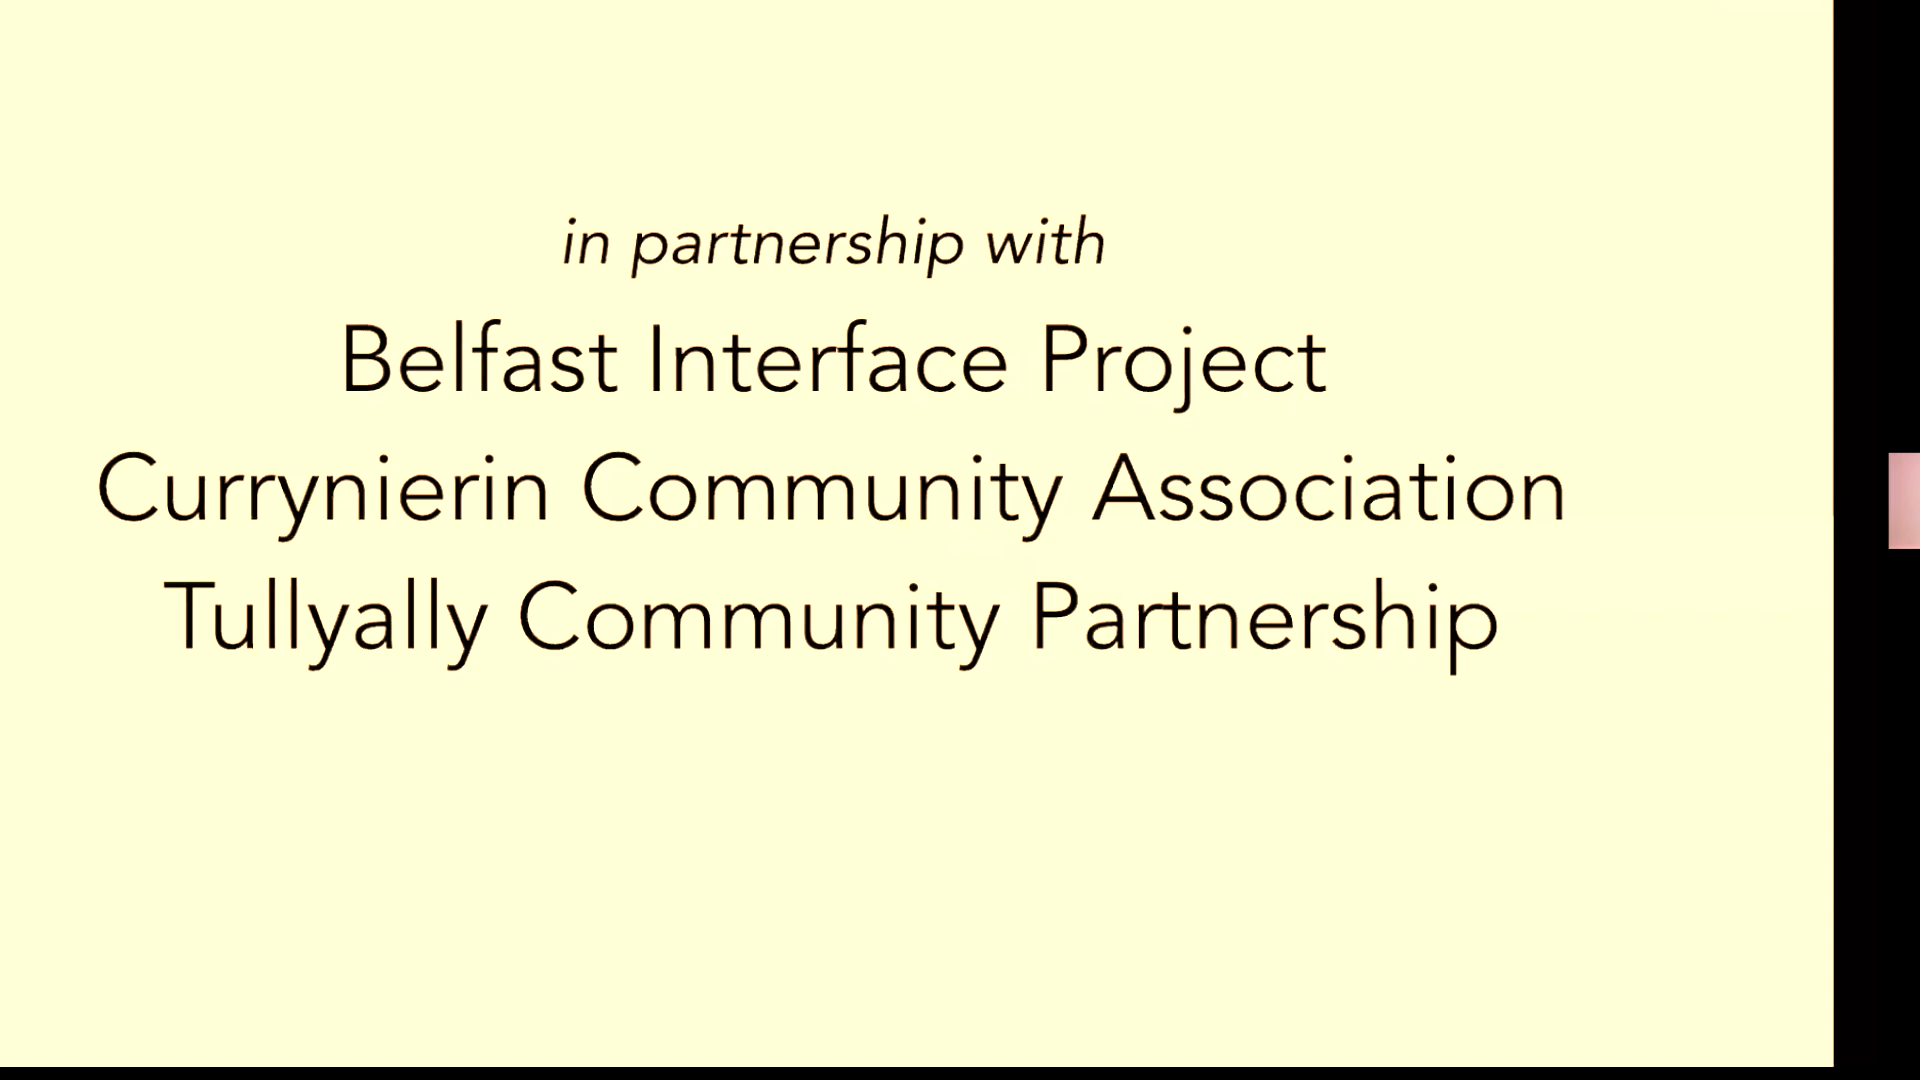 in partnership with
Belfast Interface Project
Currynierin Community Association
Tullyally Community Partnership